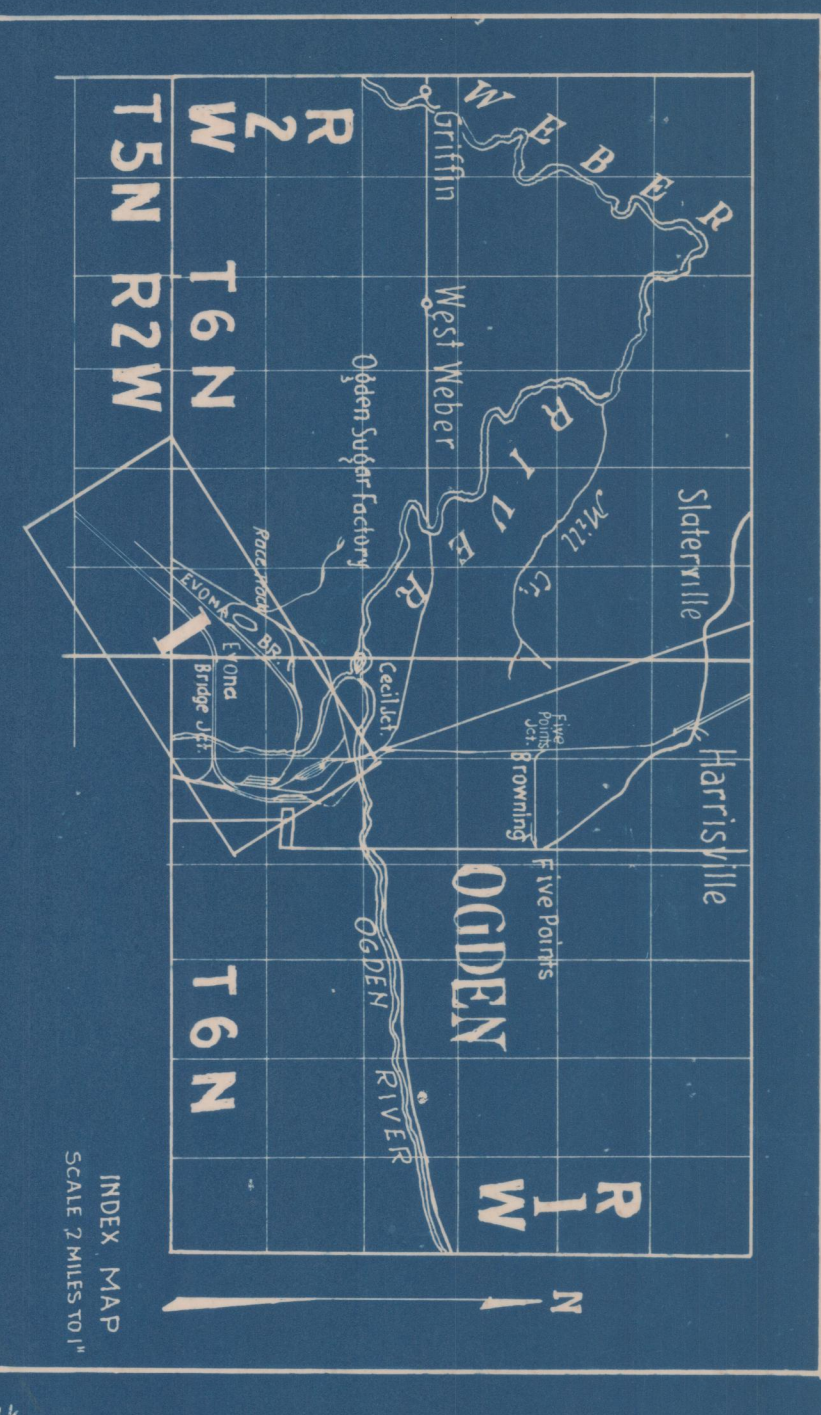 WEBER
RIVER
Griffin
West Weber
Ogden Sugar Factory
Mill Cr.
Slaterville
Harrisville
Five
Points
Jct.
Browning
Five Points
OGDEN
Cecil Jct.
Race Track
EVONA BR.
Evona
Bridge Jct.
1
OGDEN RIVER
R
2
W
T6N
T5N R2W
T6N
R
1
W
N
INDEX MAP
SCALE 2 MILES TO 1"